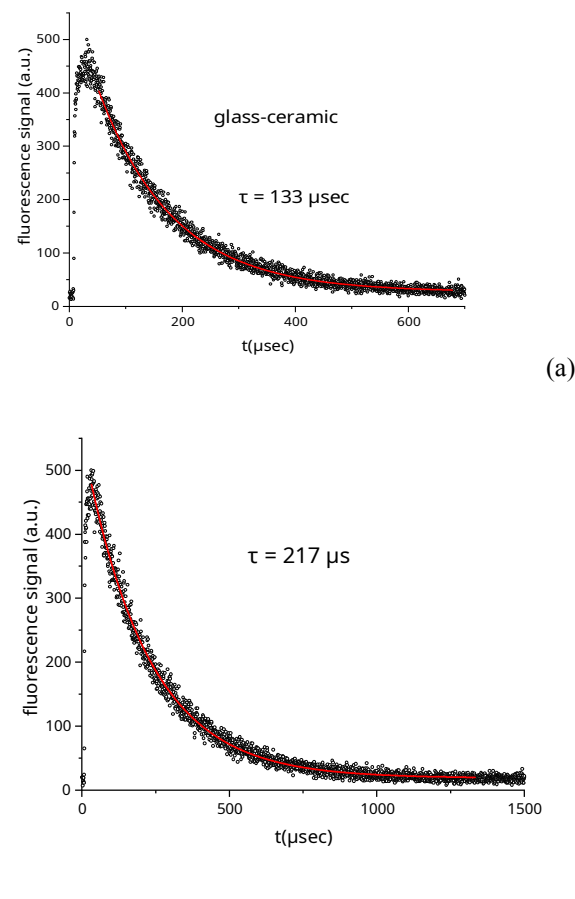 500
400
300
200
100
0
fluorescence signal (a.u.)
glass-ceramic
τ = 133 μsec
0 200 400 600
t(μsec)
(a)
500
400
300
200
100
0
fluorescence signal (a.u.)
τ = 217 μs
0 500 1000 1500
t(μsec)